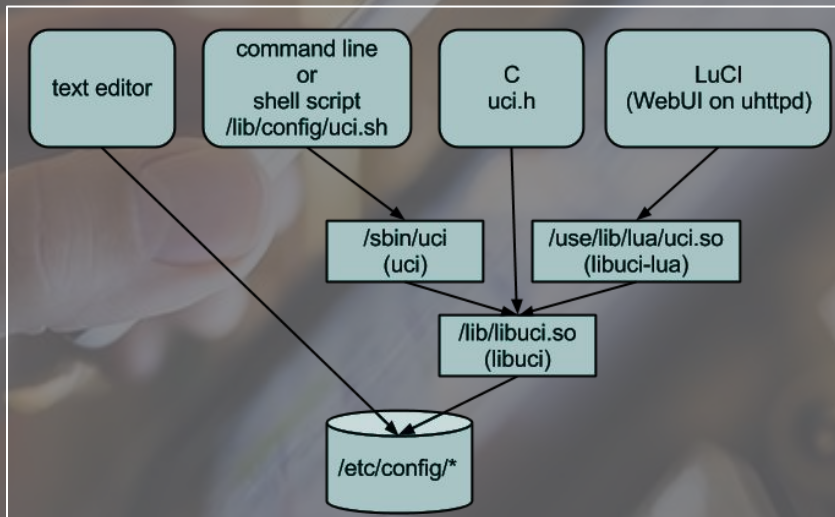 text editor
command line
or
shell script
/lib/config/uci.sh
C
uci.h
LuCI
(WebUI on uhttpd)
/sbin/uci
(uci)
/use/lib/lua/uci.so
(libuci-lua)
/lib/libuci.so
(libuci)
/etc/config/*